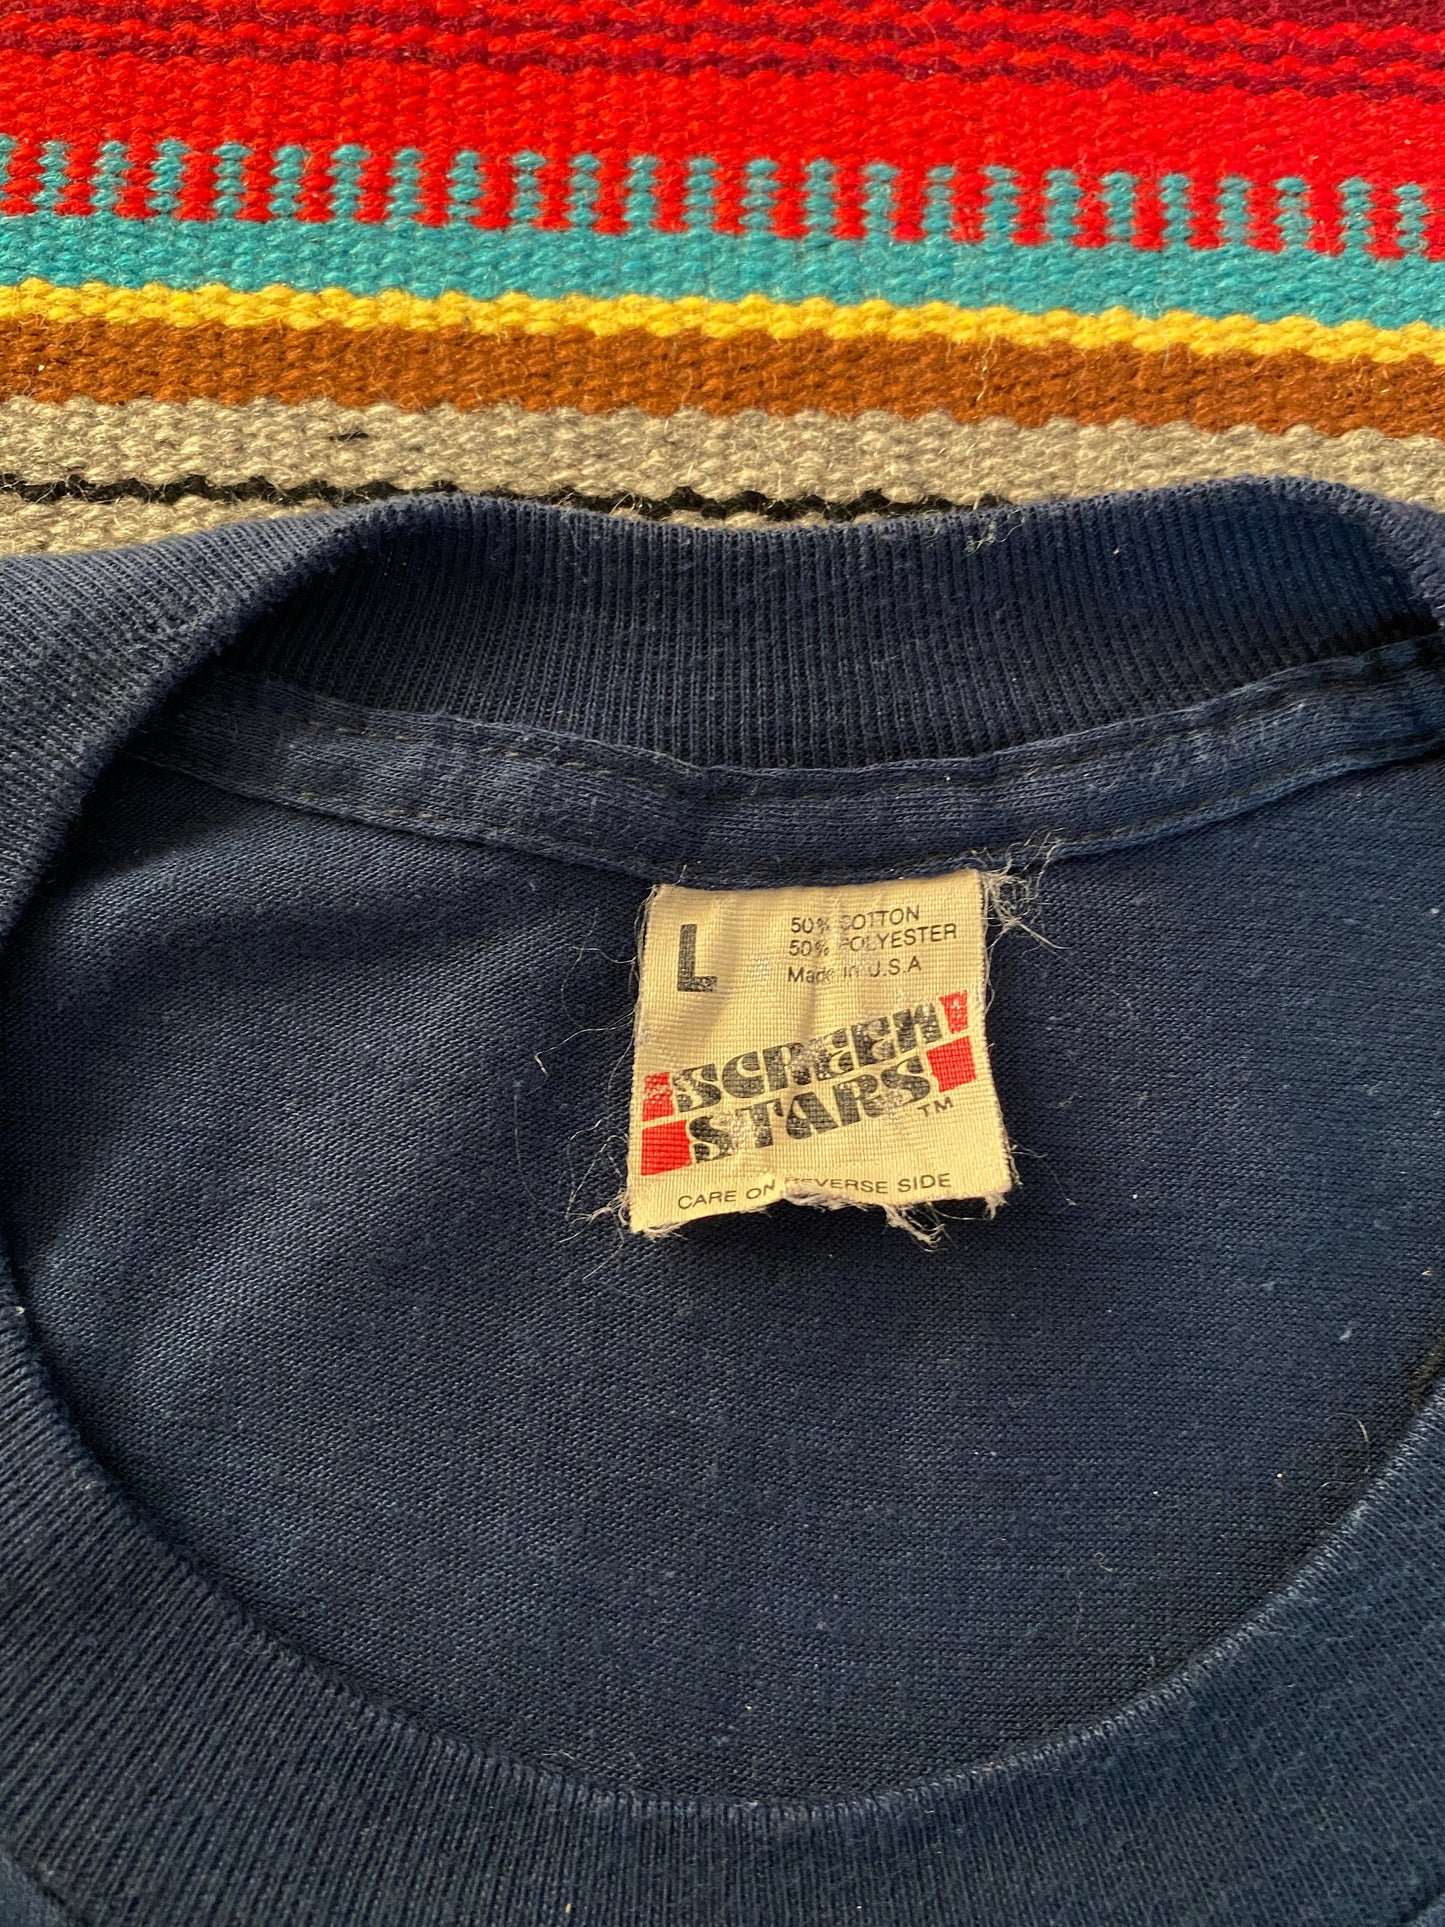 L
50% COTTON
50% POLYESTER
Made in U.S.A
SCREEN
STARS TM
CARE ON REVERSE SIDE